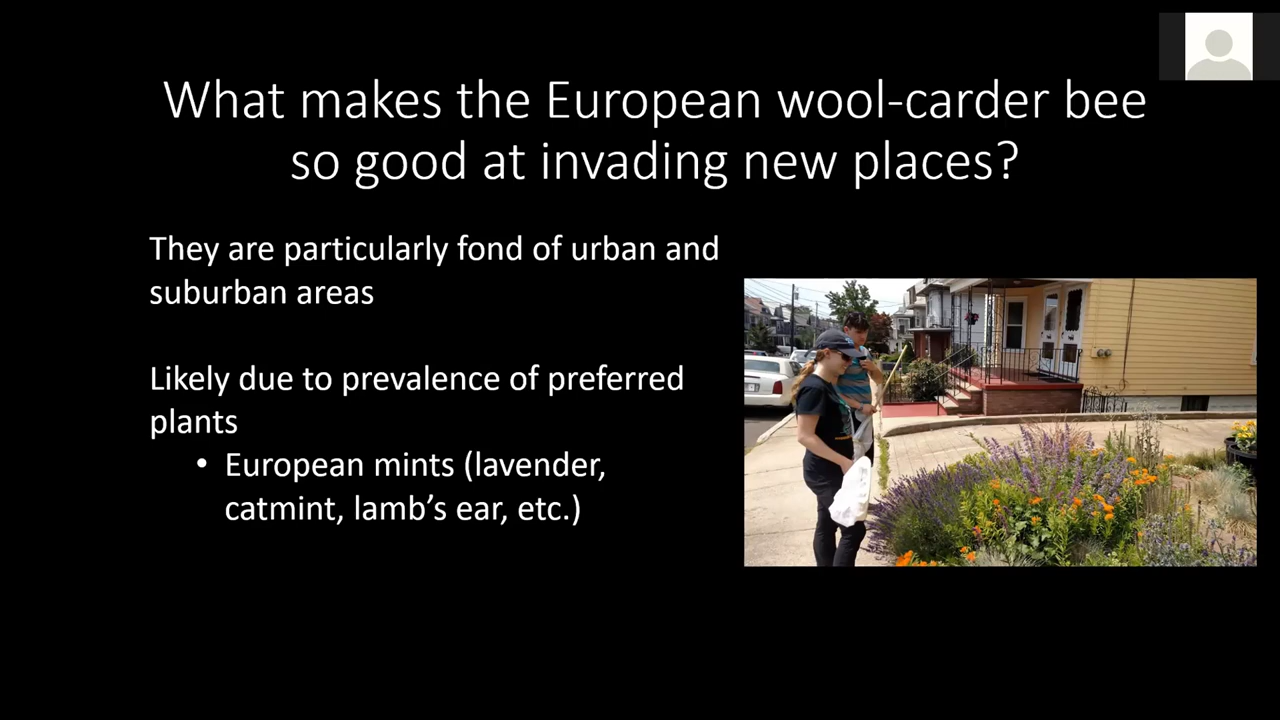 What makes the European wool-carder bee
so good at invading new places?
They are particularly fond of urban and
suburban areas
Likely due to prevalence of preferred
plants
• European mints (lavender,
catmint, lamb’s ear, etc.)